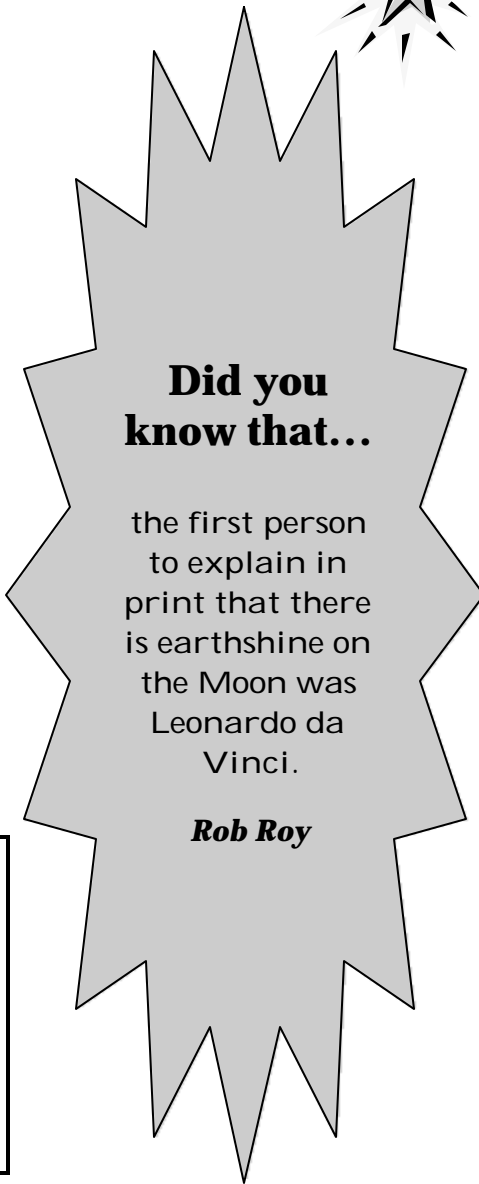 Did you
know that...
the first person
to explain in
print that there
is earthshine on
the Moon was
Leonardo da
Vinci.
Rob Roy